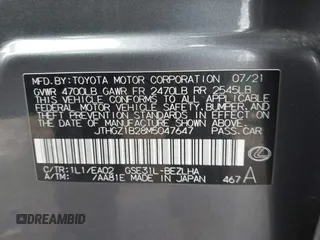 MFD.BY:TOYOTA MOTOR CORPORATION 07/21
GVWR 4700LB GAWR FR 2470LB RR 2545LB
THIS VEHICLE CONFORMS TO ALL APPLICABLE
FEDERAL MOTOR VEHICLE SAFETY, BUMPER, AND
THEFT PREVENTION STANDARDS IN EFFECT ON
THE DATE OF MANUFACTURE SHOWN ABOVE.
JTHGZ1B28M5047647 PASS.CAR
C/TR:1L1/EA02 GSE31L-BEZLHA
A/TM: /AA81E MADE IN JAPAN 467 A
DREAMBID